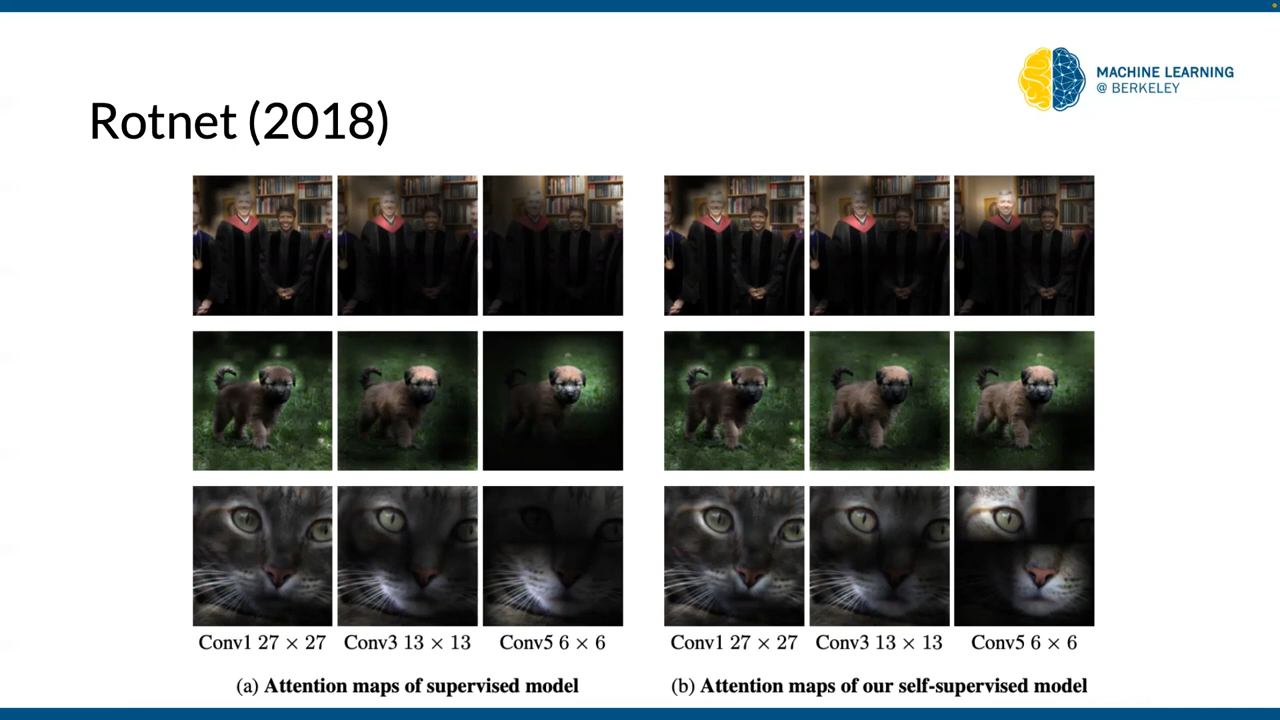 MACHINE LEARNING
@ BERKELEY
Rotnet (2018)
Conv1 27 × 27 Conv3 13 × 13 Conv5 6 × 6
(a) Attention maps of supervised model
Conv1 27 × 27 Conv3 13 × 13 Conv5 6 × 6
(b) Attention maps of our self-supervised model